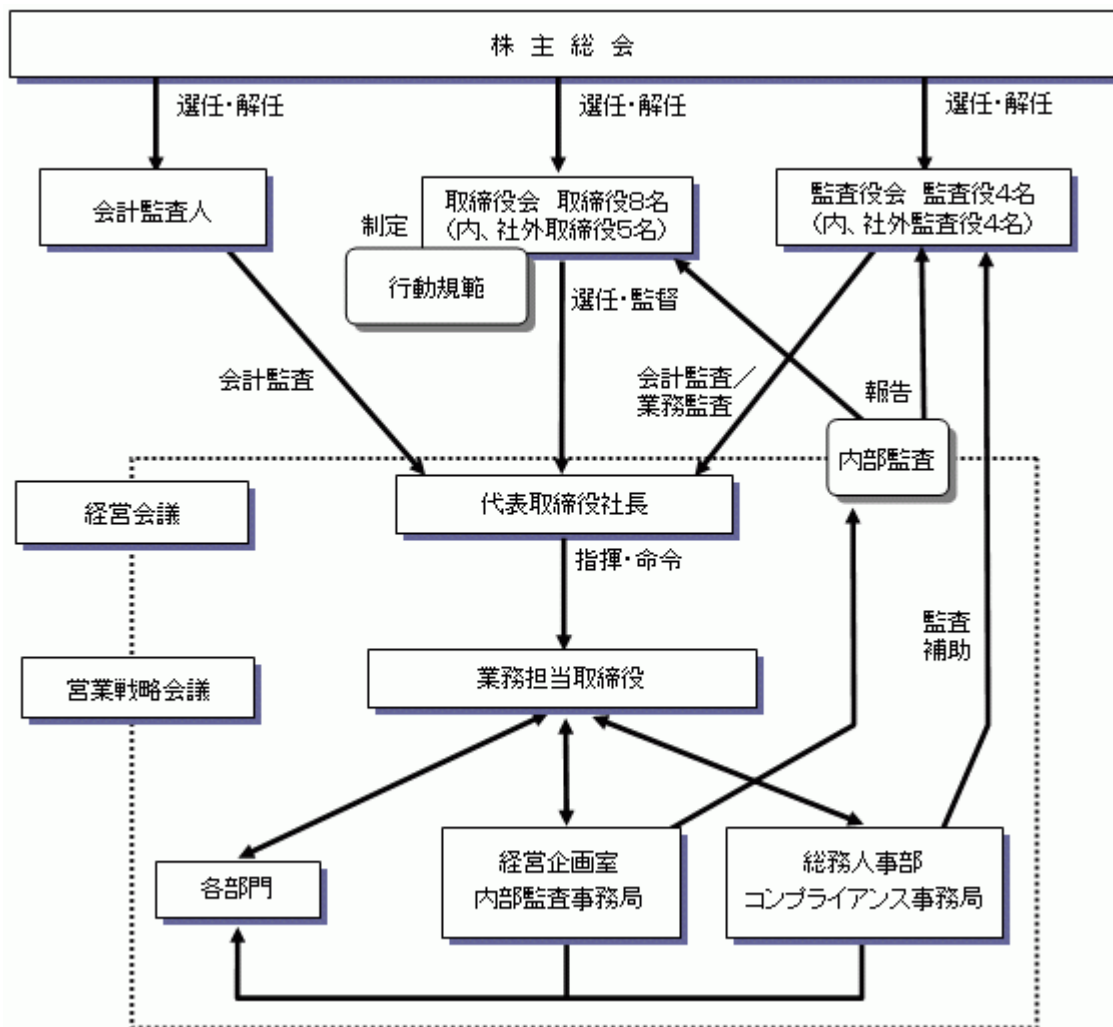 株主総会
選任・解任
選任・解任
選任・解任
会計監査人
制定
取締役会 取締役8名
(内、社外取締役5名)
監査役会 監査役4名
(内、社外監査役4名)
行動規範
選任・監督
会計監査
会計監査/
業務監査
報告
内部監査
経営会議
代表取締役社長
指揮・命令
監査
補助
営業戦略会議
業務担当取締役
各部門
経営企画室
内部監査事務局
総務人事部
コンプライアンス事務局